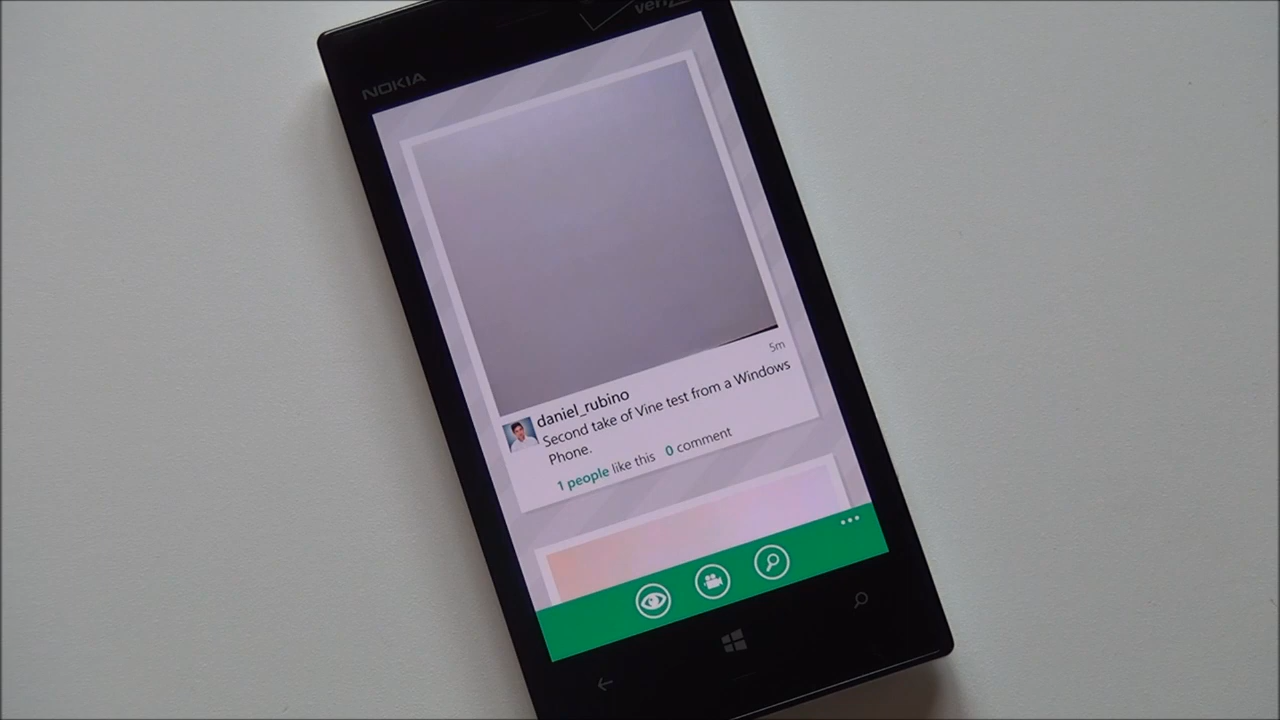 NOKIA
5m
daniel_rubino
Second take of Vine test from a Windows
Phone.
1 people like this 0 comment